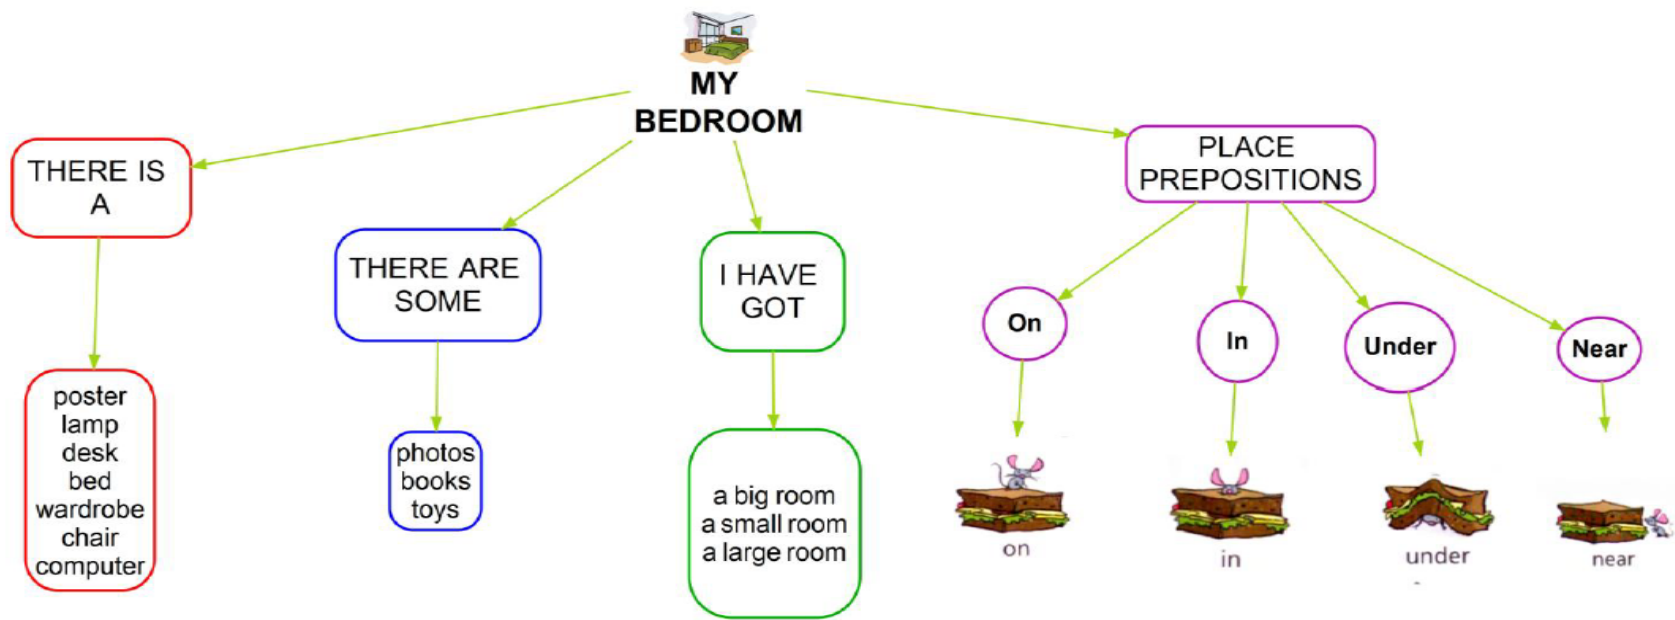 MY
BEDROOM
THERE IS
A
poster
lamp
desk
bed
wardrobe
chair
computer
THERE ARE
SOME
photos
books
toys
I HAVE
GOT
a big room
a small room
a large room
PLACE
PREPOSITIONS
On
on
In
in
Under
under
Near
near